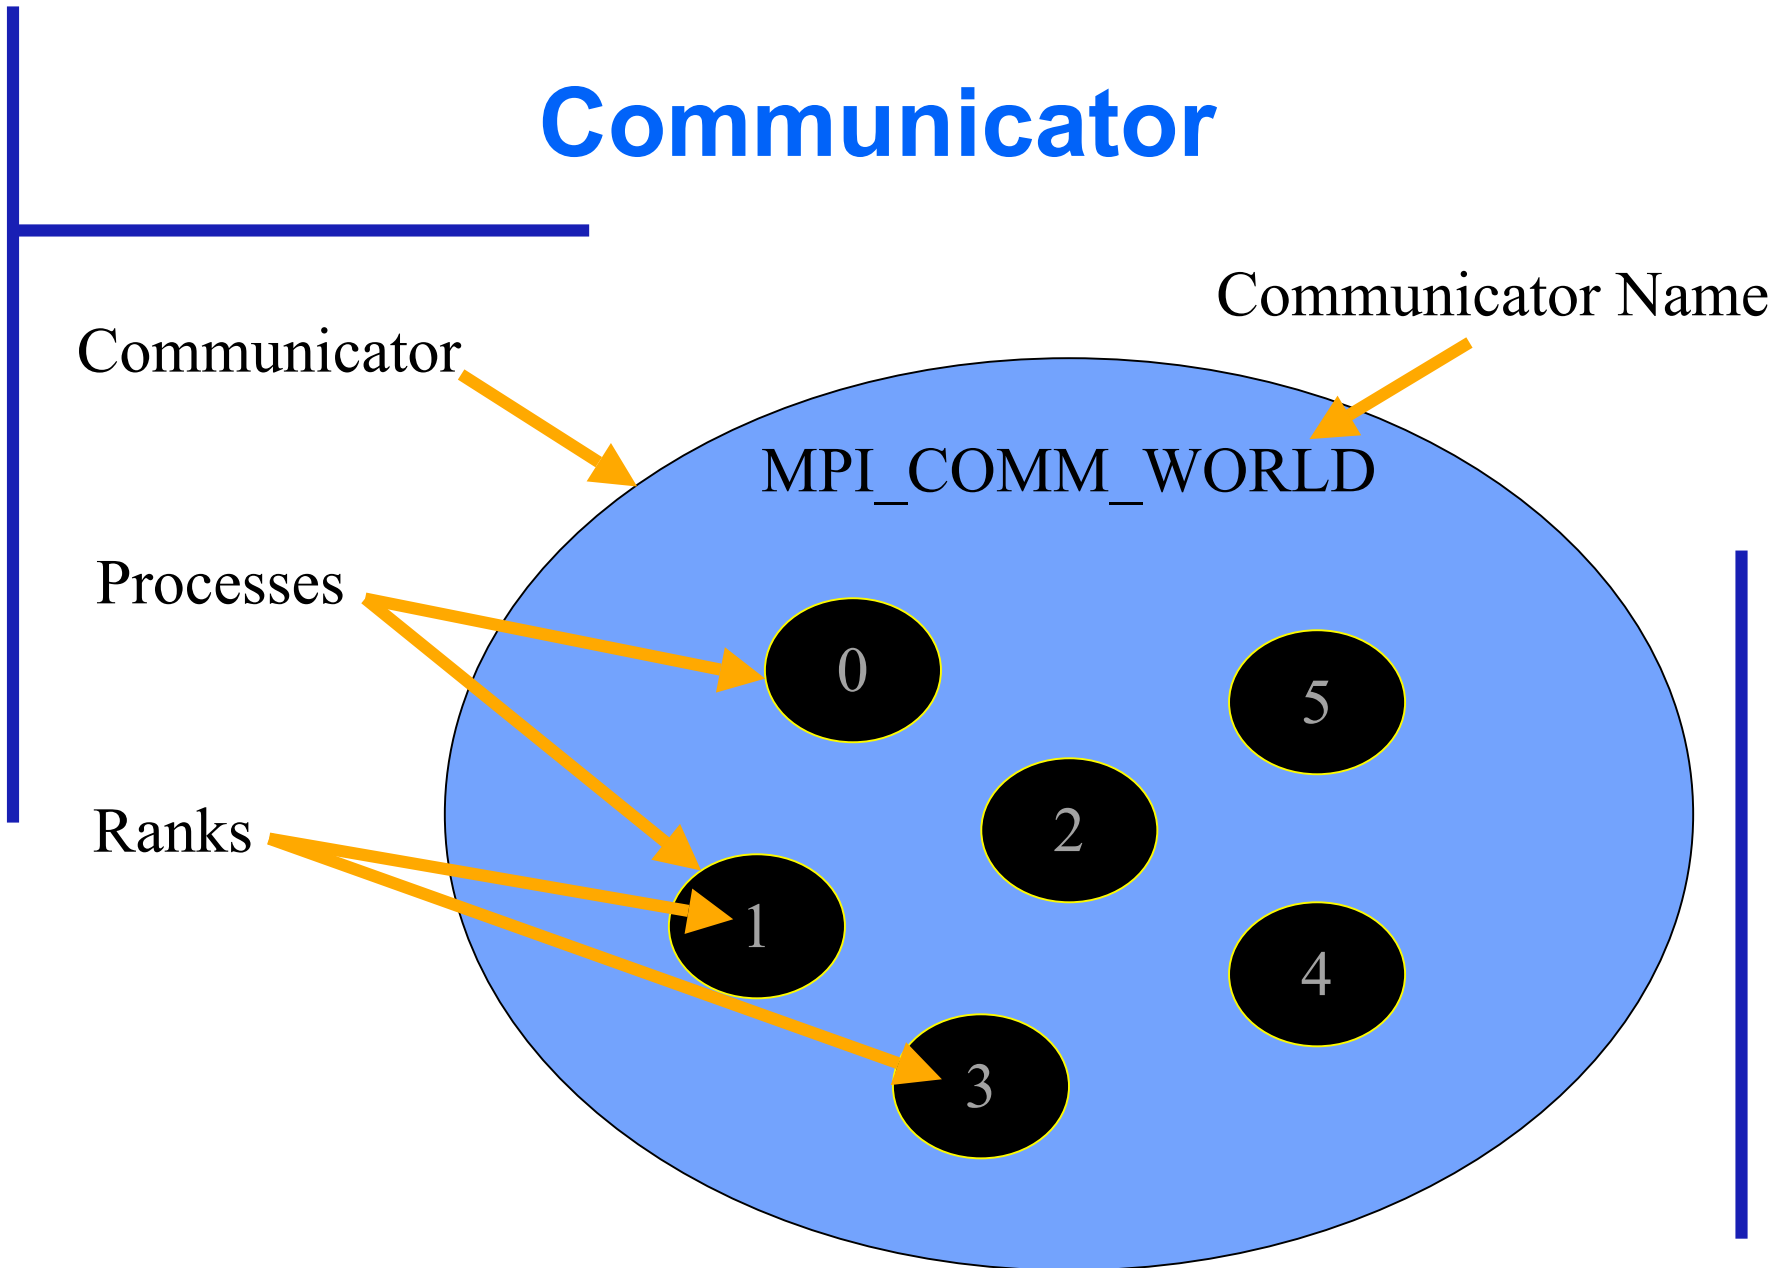 Communicator
Communicator Name
Communicator
MPI_COMM_WORLD
Processes
0
5
2
Ranks
1
4
3